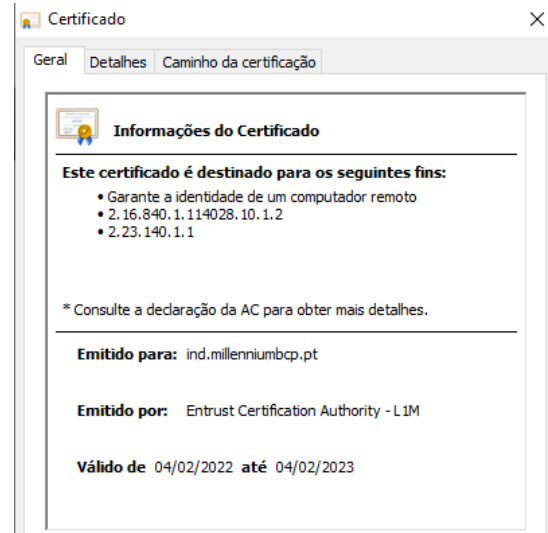 Certificado
Geral Detalhes Caminho da certificação
Informações do Certificado
Este certificado é destinado para os seguintes fins:
• Garante a identidade de um computador remoto
• 2.16.840.1.114028.10.1.2
• 2.23.140.1.1
* Consulte a declaração da AC para obter mais detalhes.
Emitido para: ind.millenniumbcp.pt
Emitido por: Entrust Certification Authority - L1M
Válido de 04/02/2022 até 04/02/2023